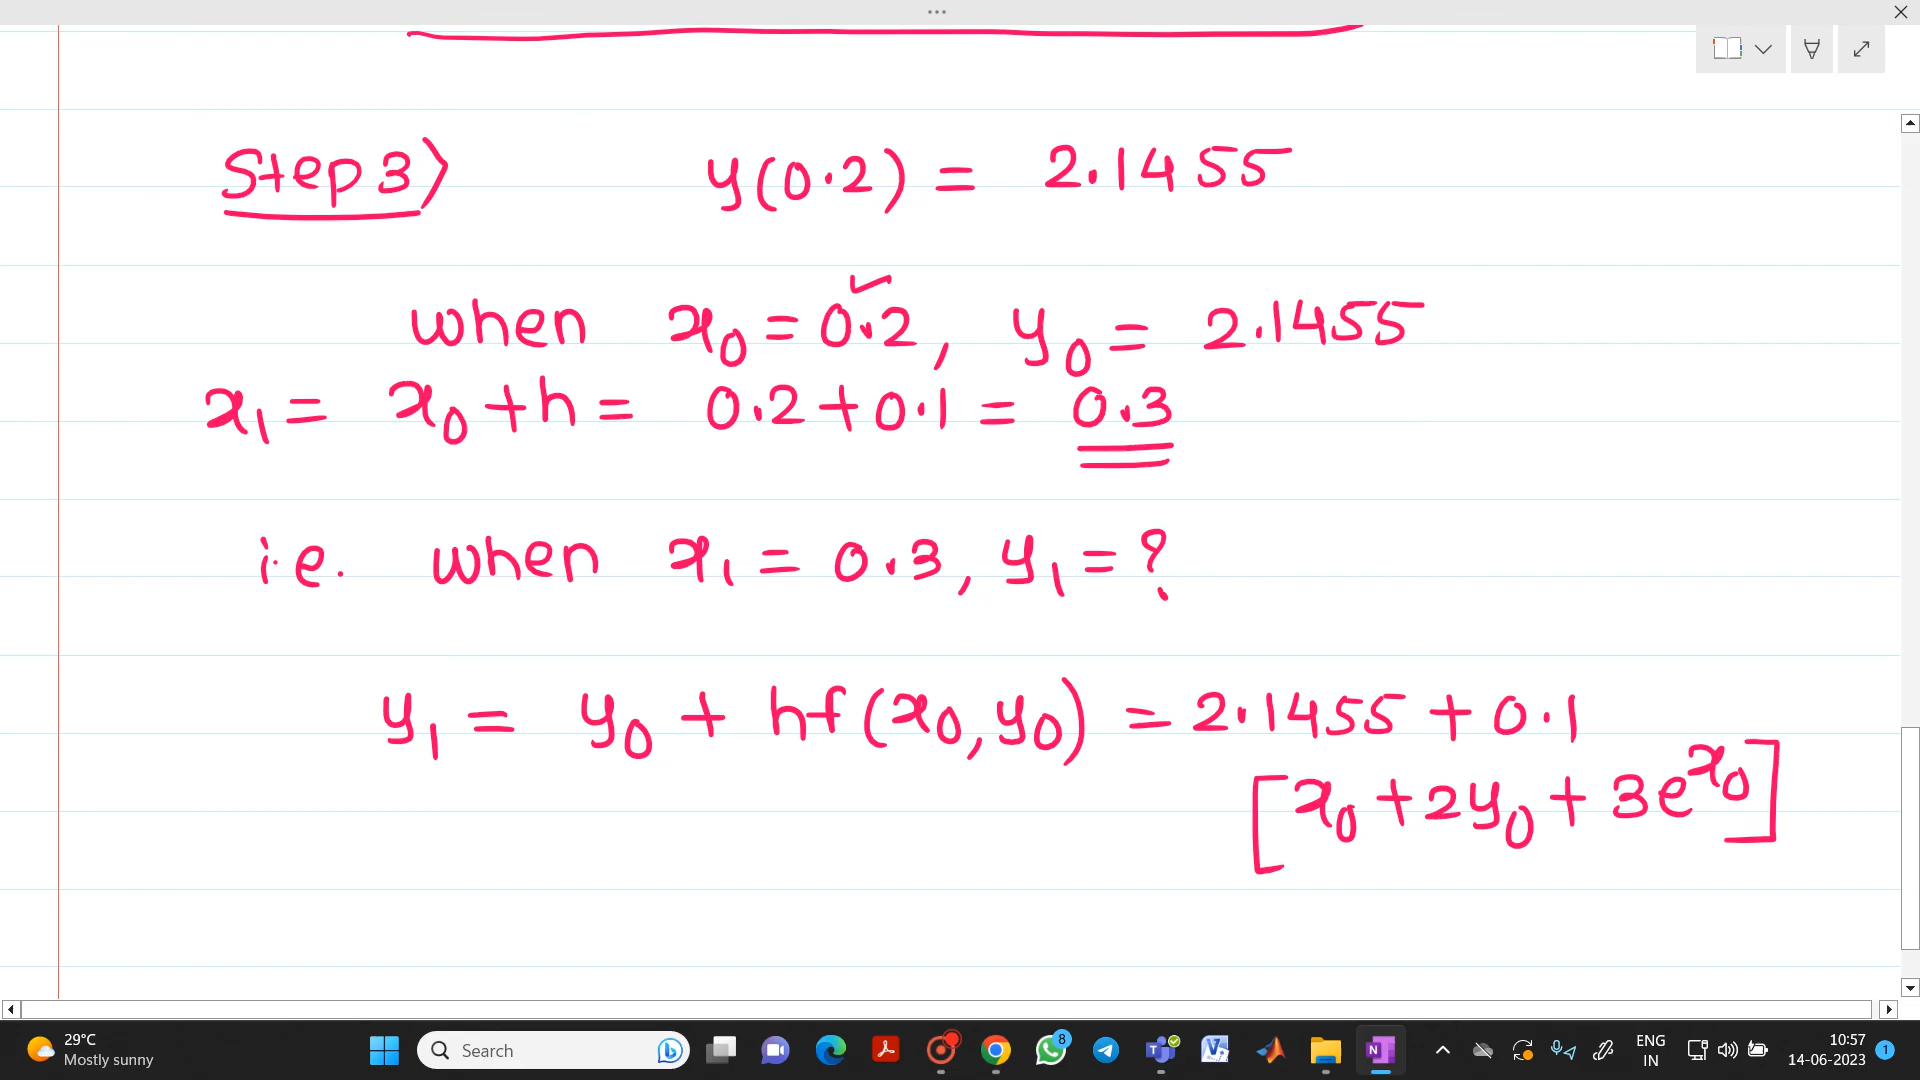 Step 3) y(0.2) = 2.1455
when x₀ = 0.2, y₀ = 2.1455
x₁ = x₀ + h = 0.2 + 0.1 = 0.3
i.e. when x₁ = 0.3, y₁ = ?
y₁ = y₀ + hf(x₀, y₀) = 2.1455 + 0.1
[x₀ + 2y₀ + 3e^x₀]
29°C
Mostly sunny
Search
8
ENG
IN
10:57
14-06-2023
1